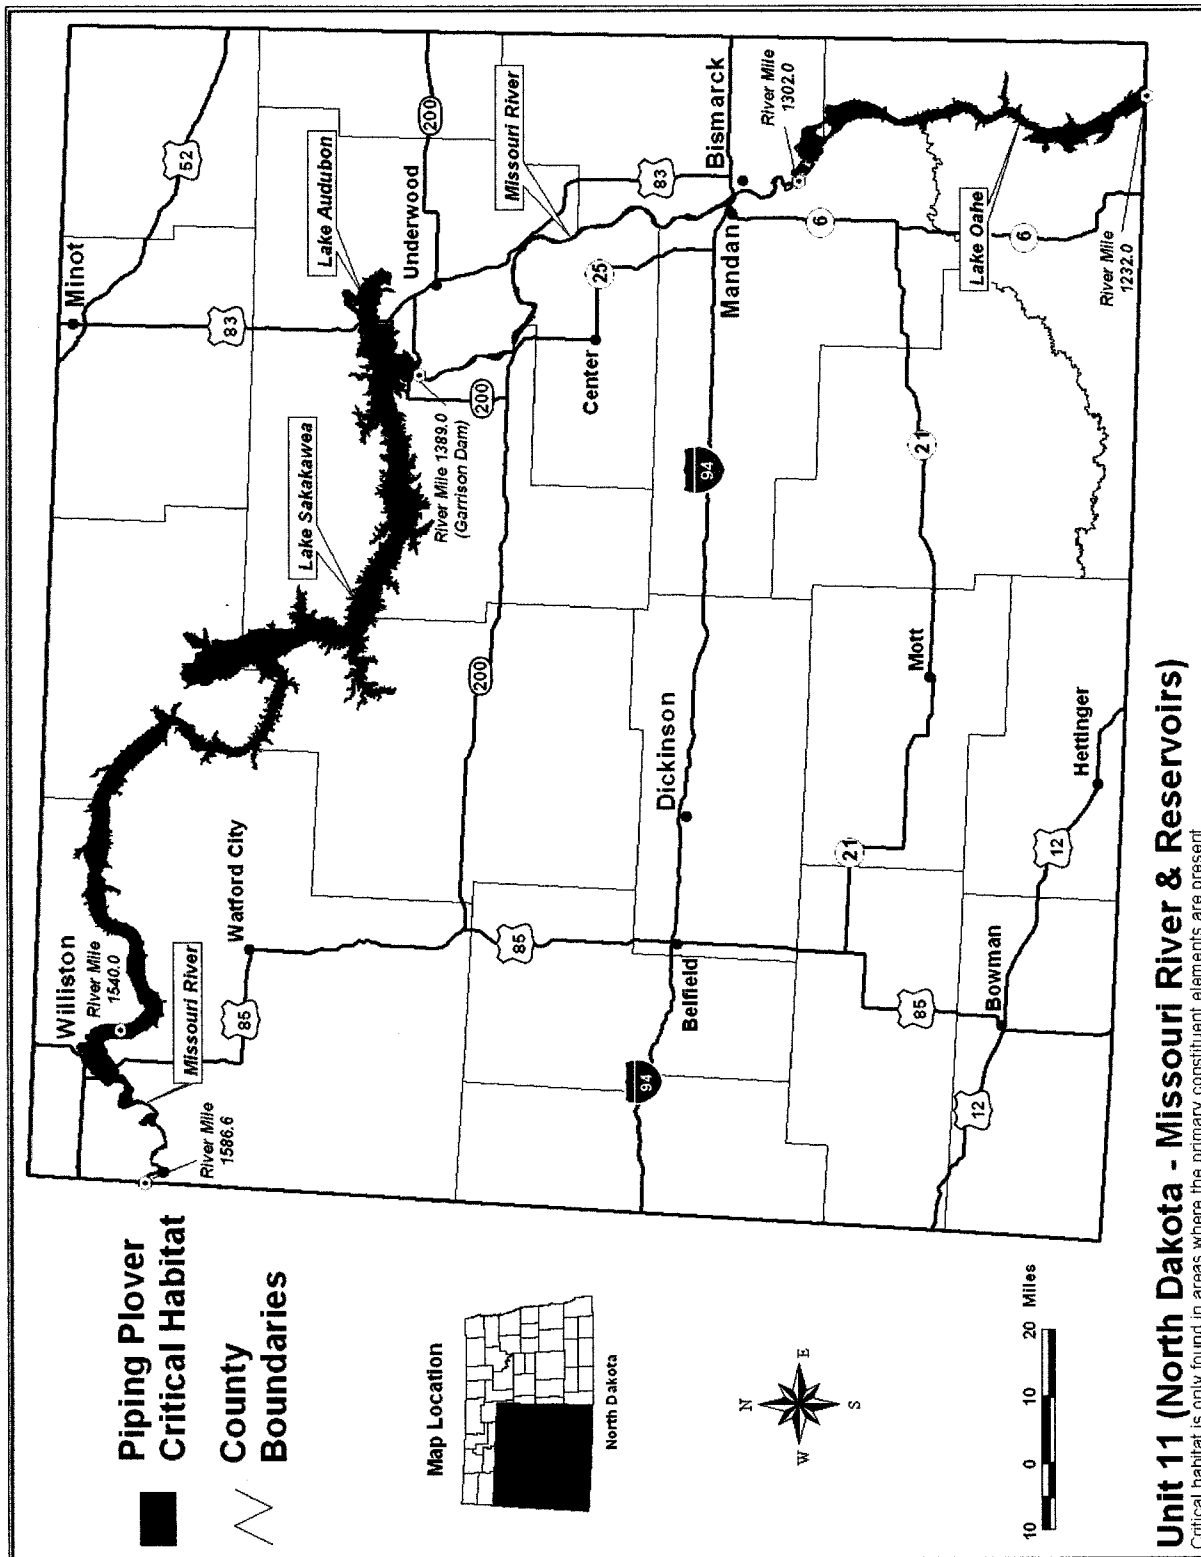 Piping Plover
Critical Habitat
County
Boundaries
Map Location
North Dakota
N
W
E
S
10
0
10
20
Miles
Williston
River Mile
1540.0
Missouri River
River Mile
1586.6
85
Watford City
Minot
52
83
Lake Audubon
Lake Sakakawea
Underwood
200
River Mile 1389.0
(Garrison Dam)
200
200
Missouri River
83
Center
25
85
94
Belfield
Dickinson
94
Mandan
Bismarck
River Mile
1302.0
6
21
21
Mott
6
Lake Oahe
River Mile
1232.0
85
12
Bowman
12
Hettinger
Unit 11 (North Dakota - Missouri River & Reservoirs)
Critical habitat is only found in areas where the primary constituent elements are present